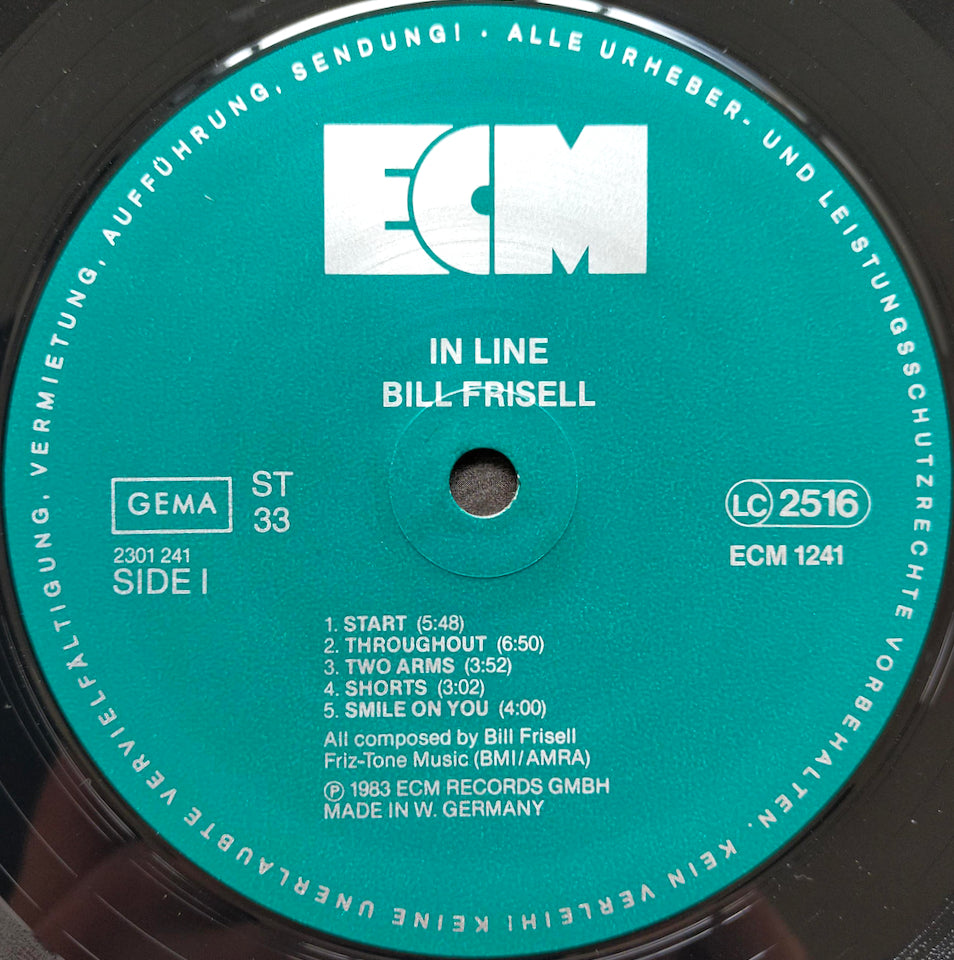 ALLE URHEBER- UND LEISTUNGSSCHUTZRECHTE VORBEHALTEN. KEIN VERLEIH! KEINE UNERLAUBTE VERVIELFÄLTIGUNG, VERMIETUNG, AUFFÜHRUNG, SENDUNG! •
ECM
IN LINE
BILL FRISELL
GEMA
ST
33
2301 241
SIDE I
LC 2516
ECM 1241
1. START (5:48)
2. THROUGHOUT (6:50)
3. TWO ARMS (3:52)
4. SHORTS (3:02)
5. SMILE ON YOU (4:00)
All composed by Bill Frisell
Friz-Tone Music (BMI/AMRA)
℗ 1983 ECM RECORDS GMBH
MADE IN W. GERMANY